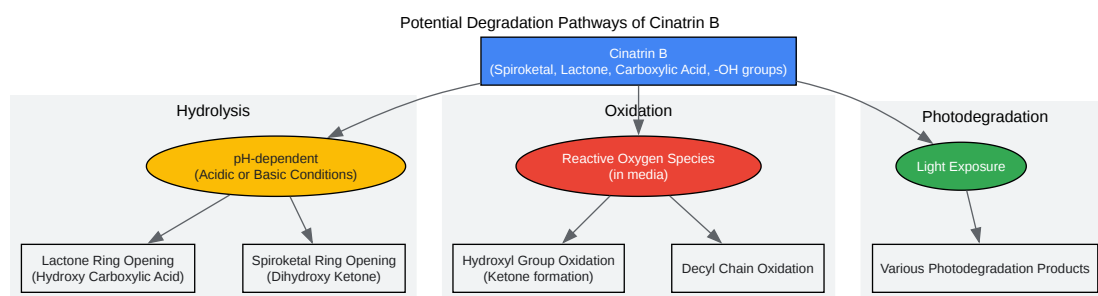 Potential Degradation Pathways of Cinatrin B
Cinatrin B
(Spiroketal, Lactone, Carboxylic Acid, -OH groups)
Hydrolysis
Oxidation
Photodegradation
pH-dependent
(Acidic or Basic Conditions)
Reactive Oxygen Species
(in media)
Light Exposure
Lactone Ring Opening
(Hydroxy Carboxylic Acid)
Spiroketal Ring Opening
(Dihydroxy Ketone)
Hydroxyl Group Oxidation
(Ketone formation)
Decyl Chain Oxidation
Various Photodegradation Products